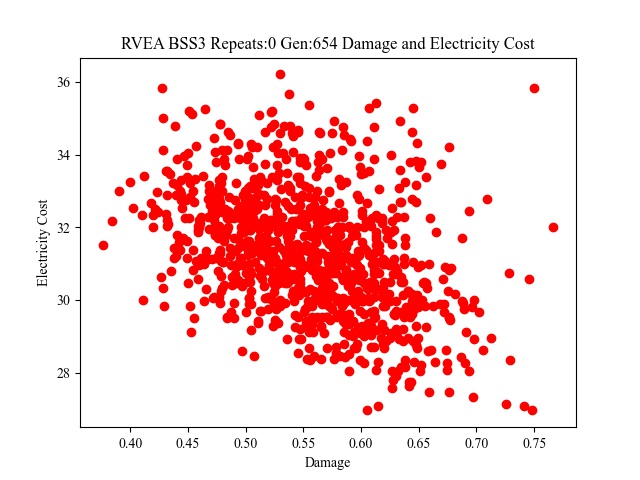 RVEA BSS3 Repeats:0 Gen:654 Damage and Electricity Cost
36
34
32
30
28
Electricity Cost
0.40 0.45 0.50 0.55 0.60 0.65 0.70 0.75
Damage